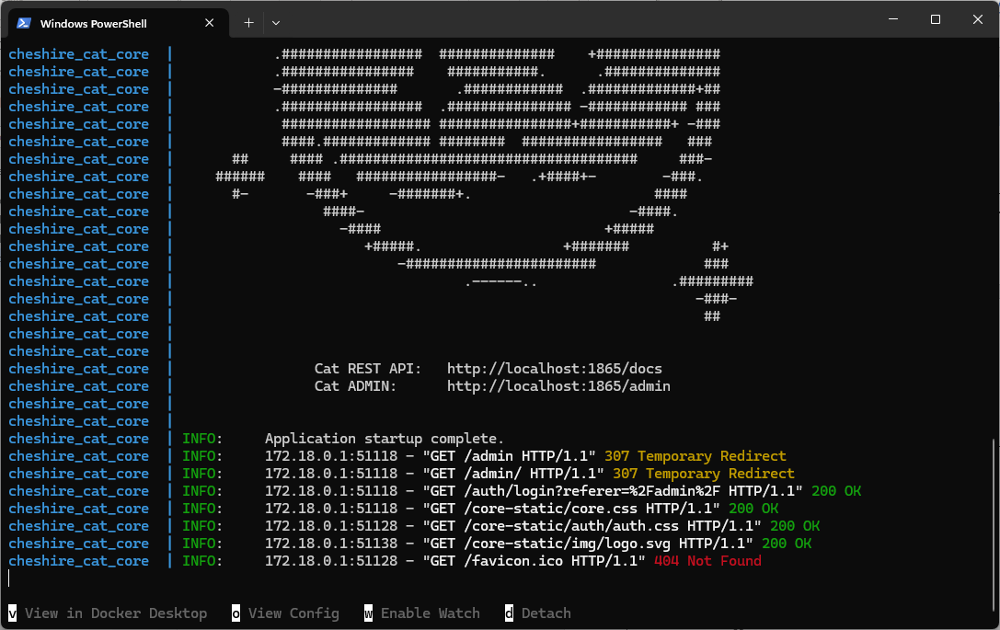 Windows PowerShell
cheshire_cat_core | .################# ############## +###############
cheshire_cat_core | .################ ###########. .##############
cheshire_cat_core | -############## .############ .#############+##
cheshire_cat_core | .################# .############### -############ ###
cheshire_cat_core | ################## ################+###########+ -###
cheshire_cat_core | ####.############# ######## ################# ###
cheshire_cat_core | ## #### .#################################### ###-
cheshire_cat_core | ###### #### #################- .+####+- -###.
cheshire_cat_core | #- -###+ -#######+. ####
cheshire_cat_core | ####- -####.
cheshire_cat_core | -#### +#####
cheshire_cat_core | +#####. +####### #+
cheshire_cat_core | -####################### ###
cheshire_cat_core | .------.. .#########
cheshire_cat_core | -###-
cheshire_cat_core | ##
cheshire_cat_core |
cheshire_cat_core |
cheshire_cat_core | Cat REST API: http://localhost:1865/docs
cheshire_cat_core | Cat ADMIN: http://localhost:1865/admin
cheshire_cat_core |
cheshire_cat_core |
cheshire_cat_core | INFO: Application startup complete.
cheshire_cat_core | INFO: 172.18.0.1:51118 - "GET /admin HTTP/1.1" 307 Temporary Redirect
cheshire_cat_core | INFO: 172.18.0.1:51118 - "GET /admin/ HTTP/1.1" 307 Temporary Redirect
cheshire_cat_core | INFO: 172.18.0.1:51118 - "GET /auth/login?referer=%2Fadmin%2F HTTP/1.1" 200 OK
cheshire_cat_core | INFO: 172.18.0.1:51118 - "GET /core-static/core.css HTTP/1.1" 200 OK
cheshire_cat_core | INFO: 172.18.0.1:51128 - "GET /core-static/auth/auth.css HTTP/1.1" 200 OK
cheshire_cat_core | INFO: 172.18.0.1:51138 - "GET /core-static/img/logo.svg HTTP/1.1" 200 OK
cheshire_cat_core | INFO: 172.18.0.1:51128 - "GET /favicon.ico HTTP/1.1" 404 Not Found
v View in Docker Desktop o View Config w Enable Watch d Detach